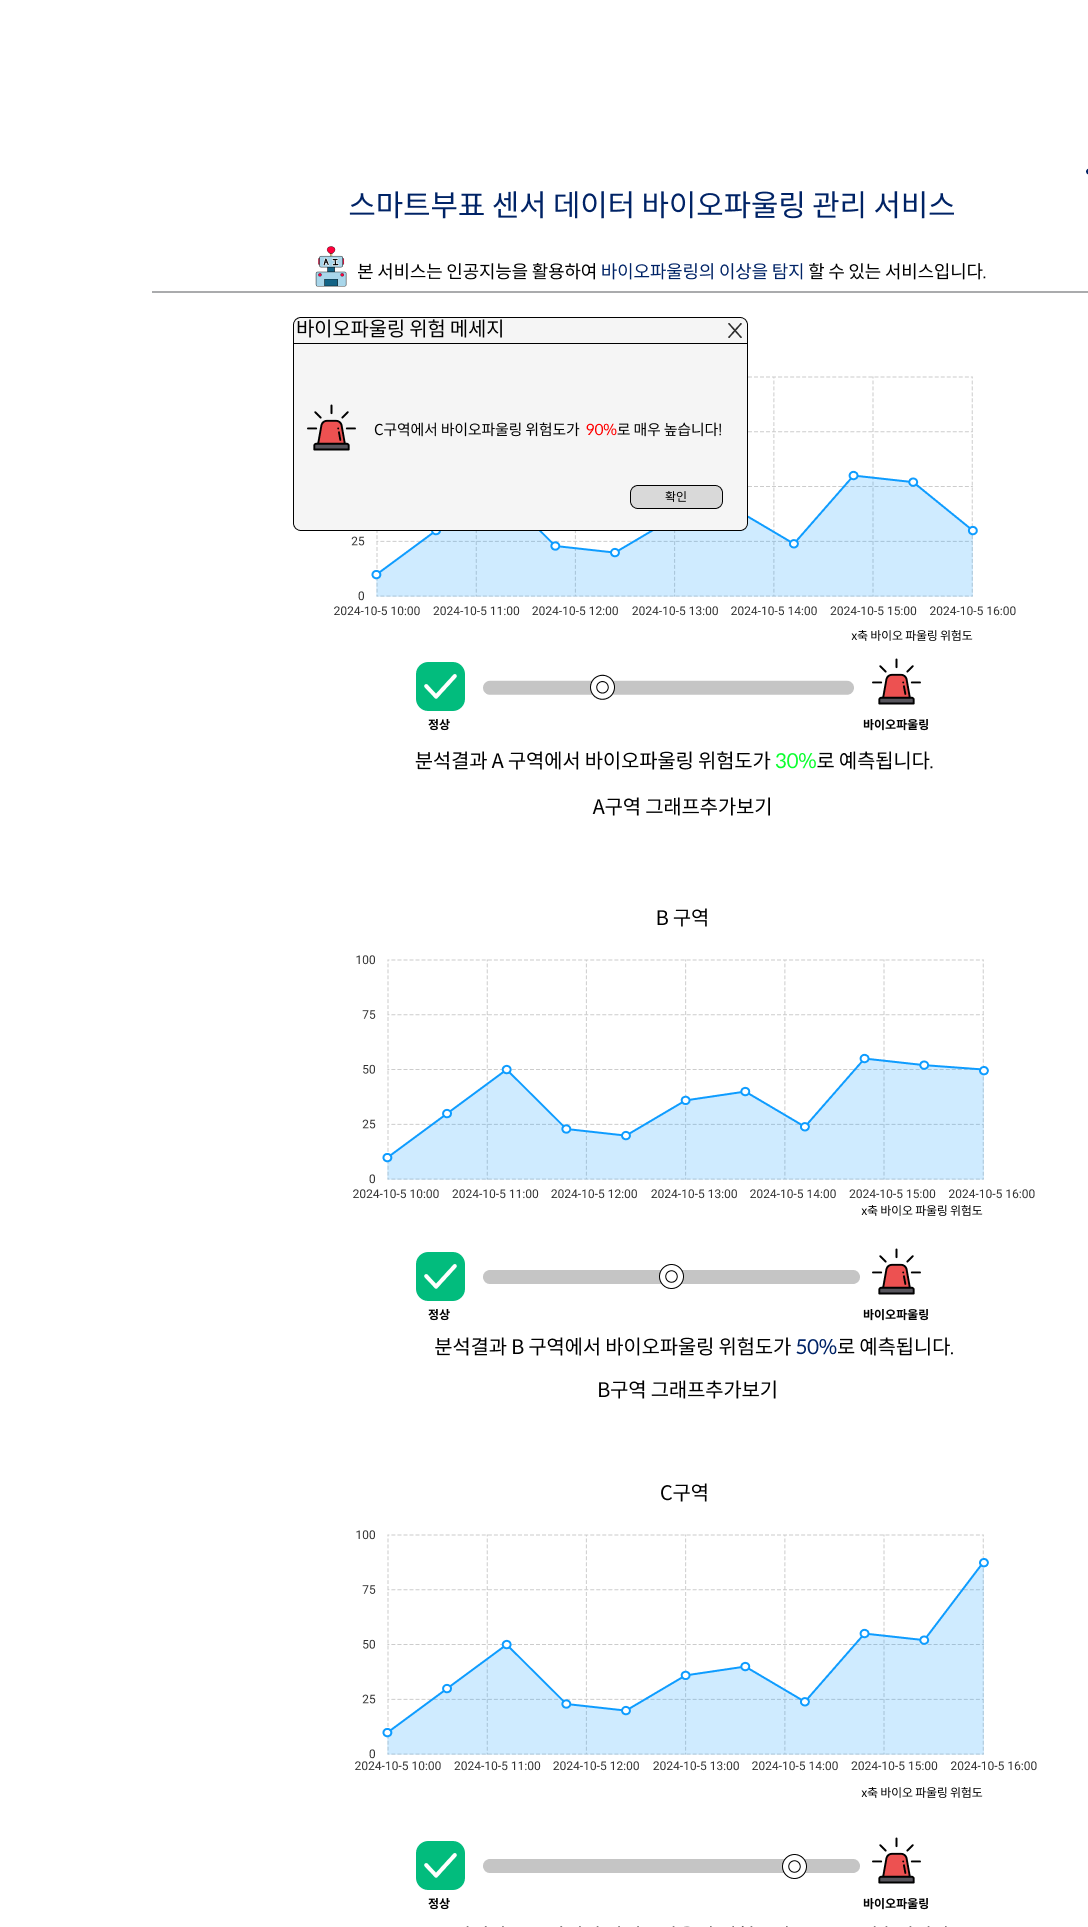 스마트부표 센서 데이터 바이오파울링 관리 서비스
AI
본 서비스는 인공지능을 활용하여 바이오파울링의 이상을 탐지 할 수 있는 서비스입니다.
바이오파울링 위험 메세지
C구역에서 바이오파울링 위험도가 90%로 매우 높습니다!
확인
25
0
2024-10-5 10:00 2024-10-5 11:00 2024-10-5 12:00 2024-10-5 13:00 2024-10-5 14:00 2024-10-5 15:00 2024-10-5 16:00
x축 바이오 파울링 위험도
정상 바이오파울링
분석결과 A 구역에서 바이오파울링 위험도가 30%로 예측됩니다.
A구역 그래프추가보기
B 구역
100
75
50
25
0
2024-10-5 10:00 2024-10-5 11:00 2024-10-5 12:00 2024-10-5 13:00 2024-10-5 14:00 2024-10-5 15:00 2024-10-5 16:00
x축 바이오 파울링 위험도
정상 바이오파울링
분석결과 B 구역에서 바이오파울링 위험도가 50%로 예측됩니다.
B구역 그래프추가보기
C구역
100
75
50
25
0
2024-10-5 10:00 2024-10-5 11:00 2024-10-5 12:00 2024-10-5 13:00 2024-10-5 14:00 2024-10-5 15:00 2024-10-5 16:00
x축 바이오 파울링 위험도
정상 바이오파울링